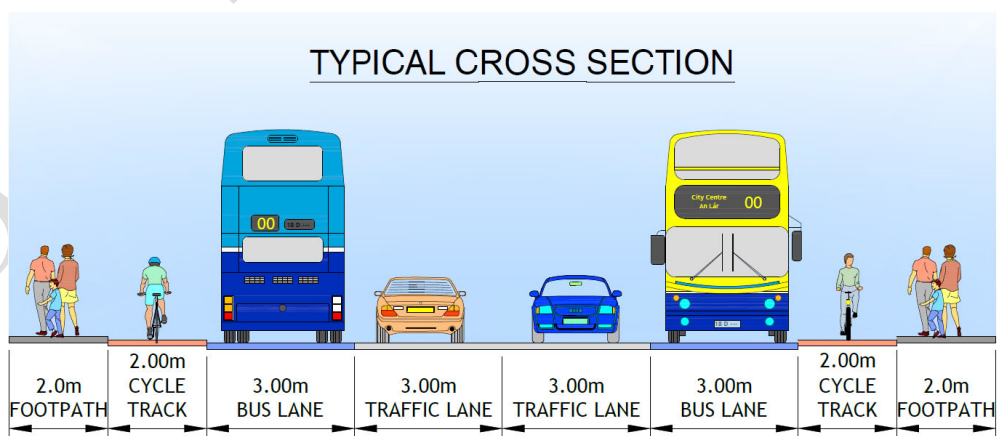 TYPICAL CROSS SECTION
City Centre
An Lár
00
00
18 D
18 D
2.0m
FOOTPATH
2.00m
CYCLE
TRACK
3.00m
BUS LANE
3.00m
TRAFFIC LANE
3.00m
TRAFFIC LANE
3.00m
BUS LANE
2.00m
CYCLE
TRACK
2.0m
FOOTPATH